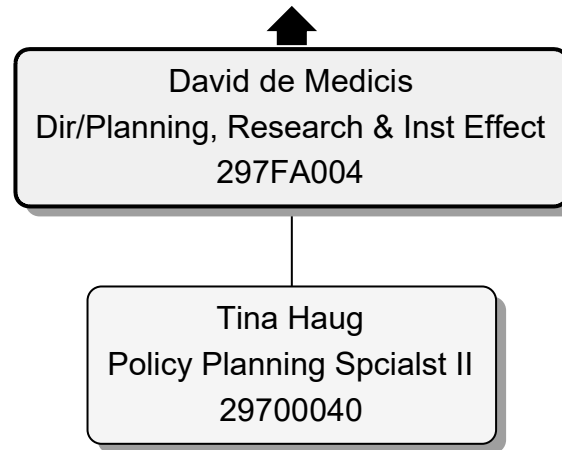 David de Medicis
Dir/Planning, Research & Inst Effect
297FA004
Tina Haug
Policy Planning Spcialst II
29700040